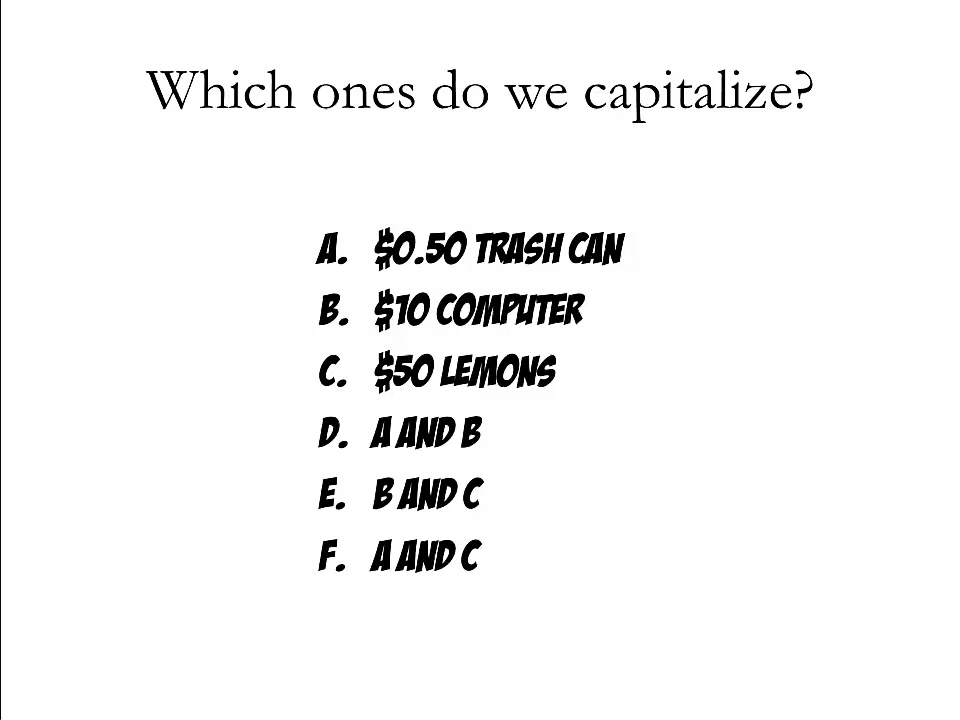 Which ones do we capitalize?
A. $0.50 TRASH CAN
B. $10 COMPUTER
C. $50 LEMONS
D. A AND B
E. B AND C
F. A AND C